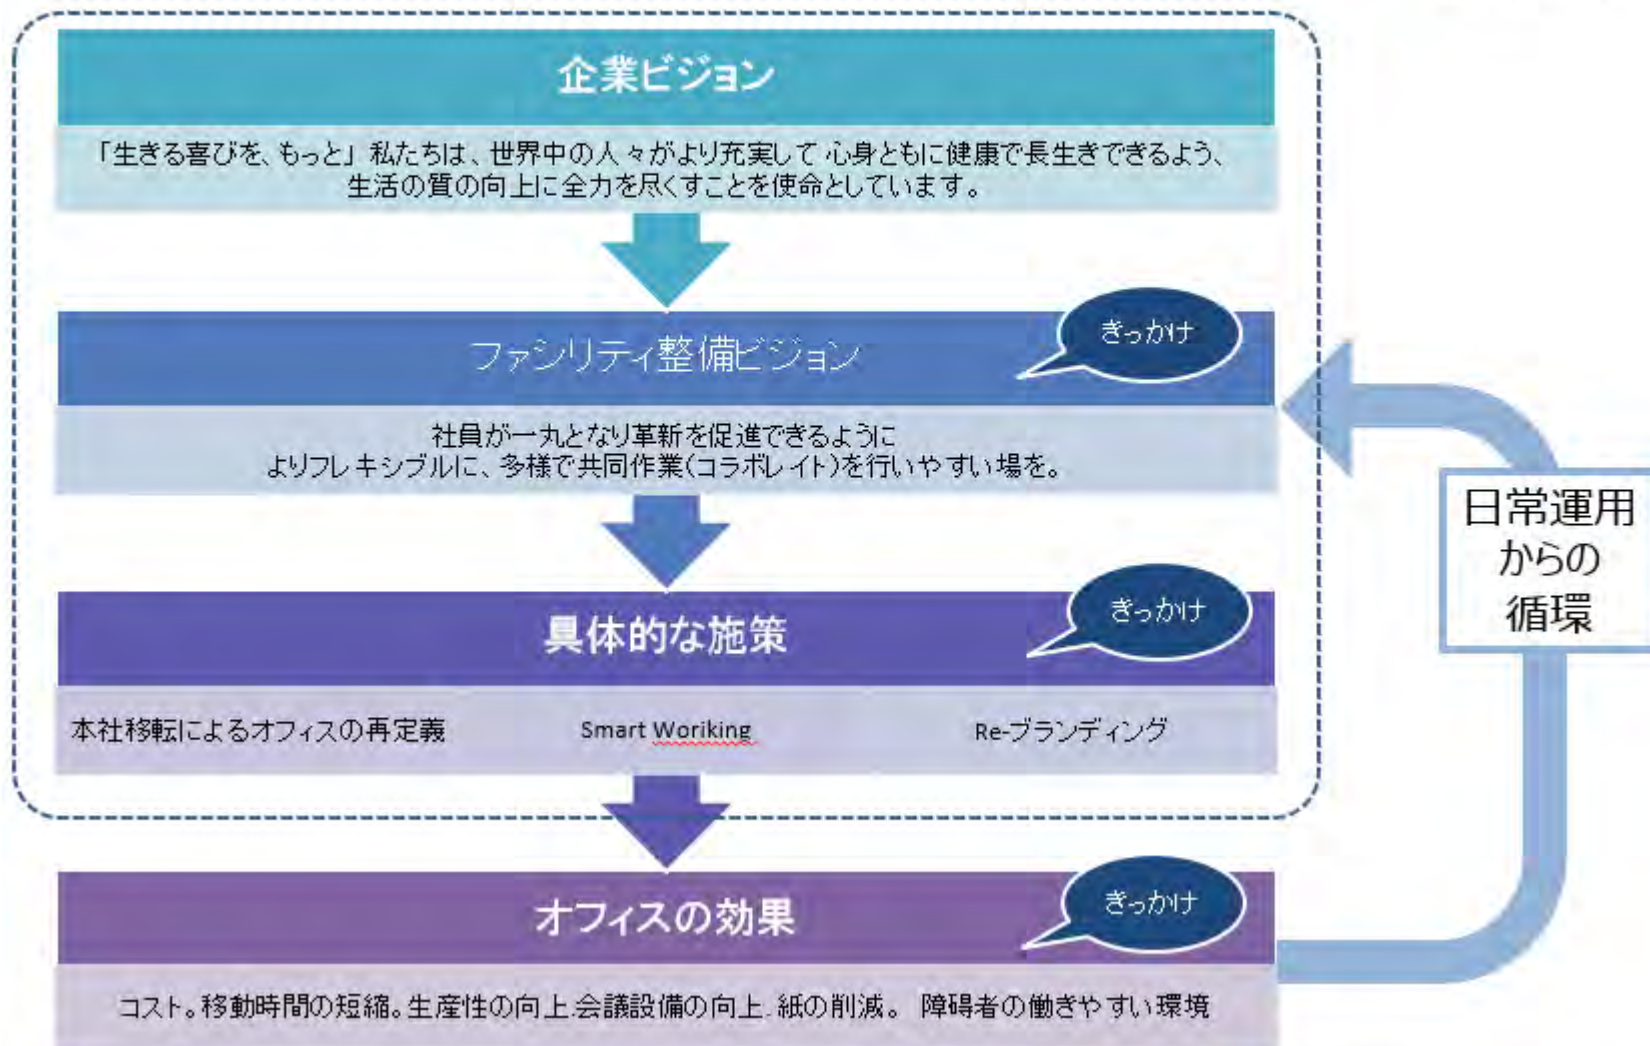 企業ビジョン
「生きる喜びを、もっと」 私たちは、世界中の人々がより充実して 心身ともに健康で長生きできるよう、
生活の質の向上に全力を尽くすことを使命としています。
ファシリティ整備ビジョン
きっかけ
社員が一丸となり革新を促進できるように
よりフレキシブルに、多様で共同作業(コラボレイト)を行いやすい場を。
具体的な施策
きっかけ
本社移転によるオフィスの再定義 Smart Woriking Re-ブランディング
オフィスの効果
きっかけ
コスト。移動時間の短縮。生産性の向上.会議設備の向上.紙の削減。 障碍者の働きやすい環境
日常運用
からの
循環